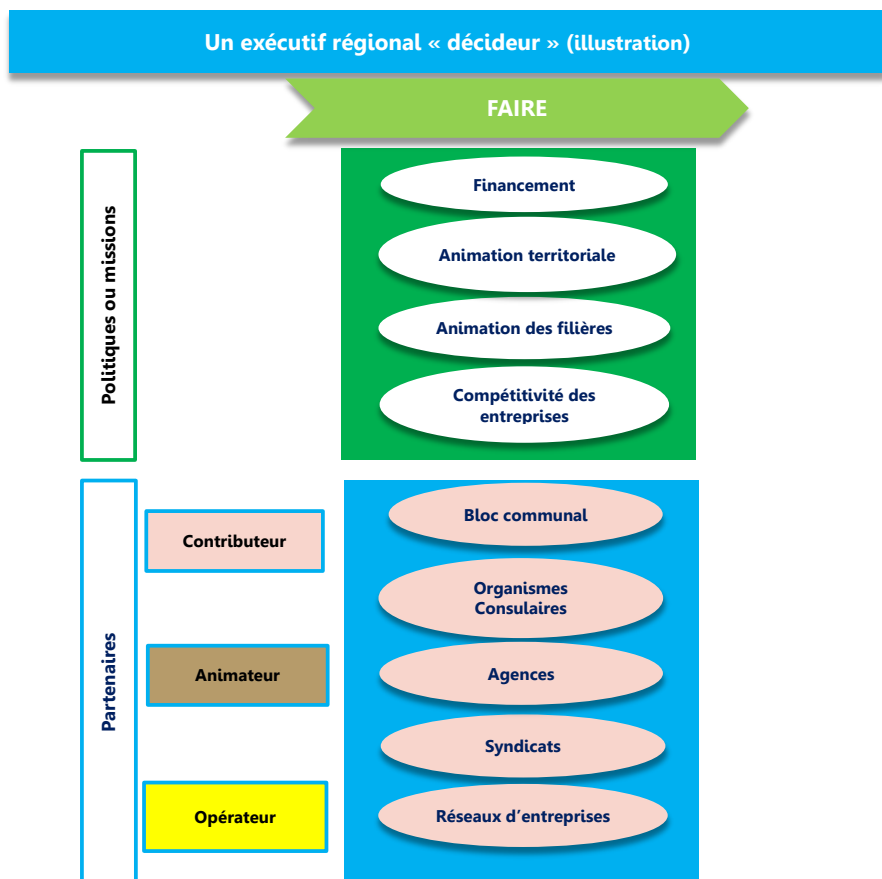 Un exécutif régional « décideur » (illustration)
FAIRE
Politiques ou missions
Financement
Animation territoriale
Animation des filières
Compétitivité des
entreprises
Partenaires
Contributeur
Animateur
Opérateur
Bloc communal
Organismes
Consulaires
Agences
Syndicats
Réseaux d’entreprises